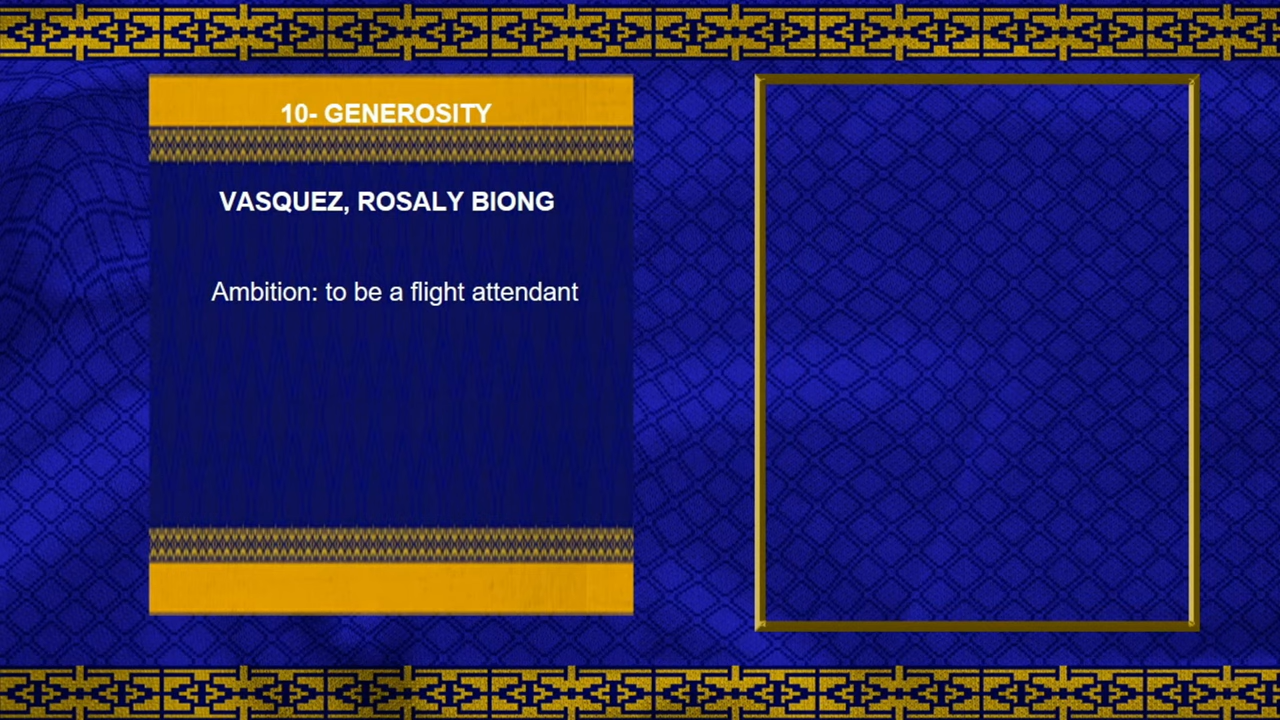 10- GENEROSITY
VASQUEZ, ROSALY BIONG
Ambition: to be a flight attendant